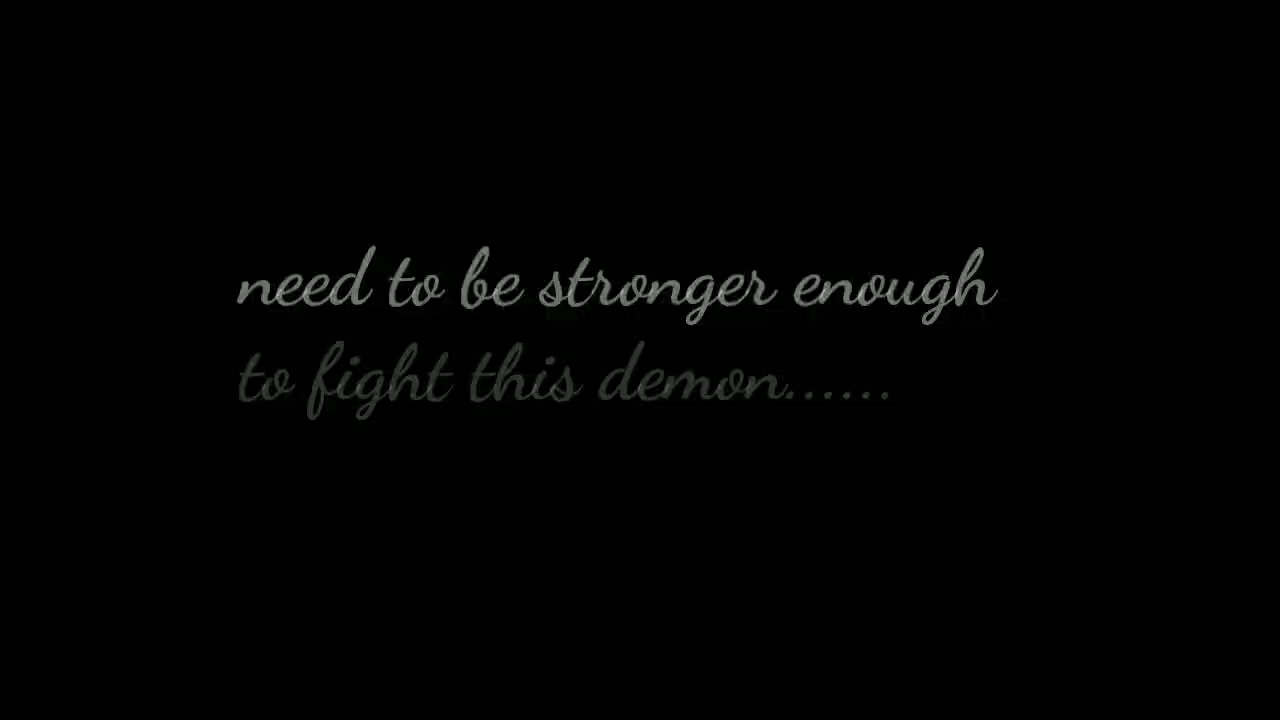 need to be stronger enough
to fight this demon......